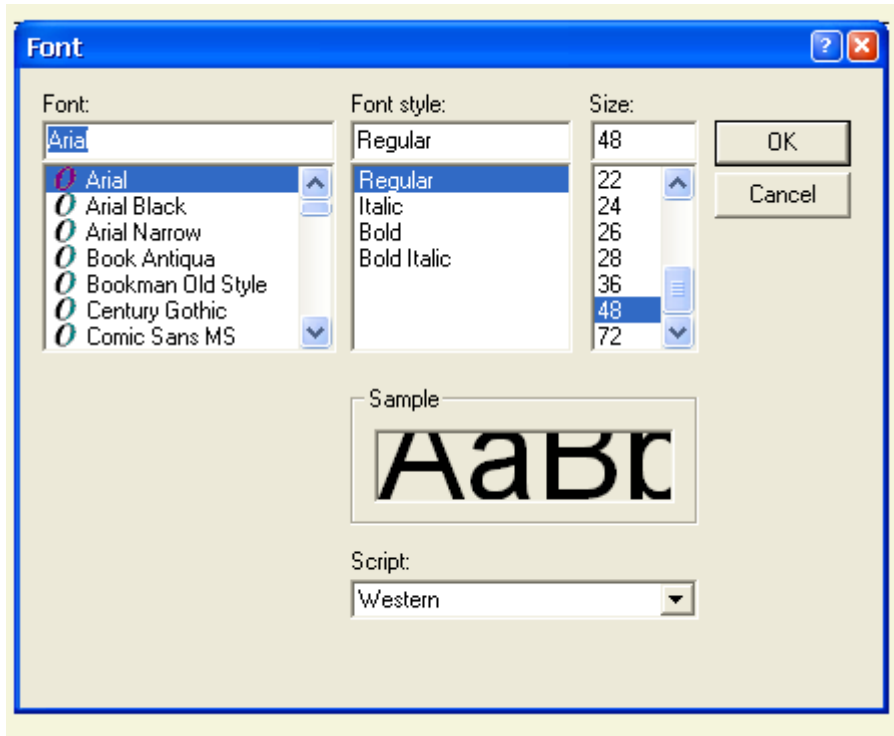 Font
Font: Font style: Size:
Arial Regular 48 OK
Arial Regular 22 Cancel
Arial Black Italic 24
Arial Narrow Bold 26
Book Antiqua Bold Italic 28
Bookman Old Style 36
Century Gothic 48
Comic Sans MS 72
Sample
AaBb
Script:
Western